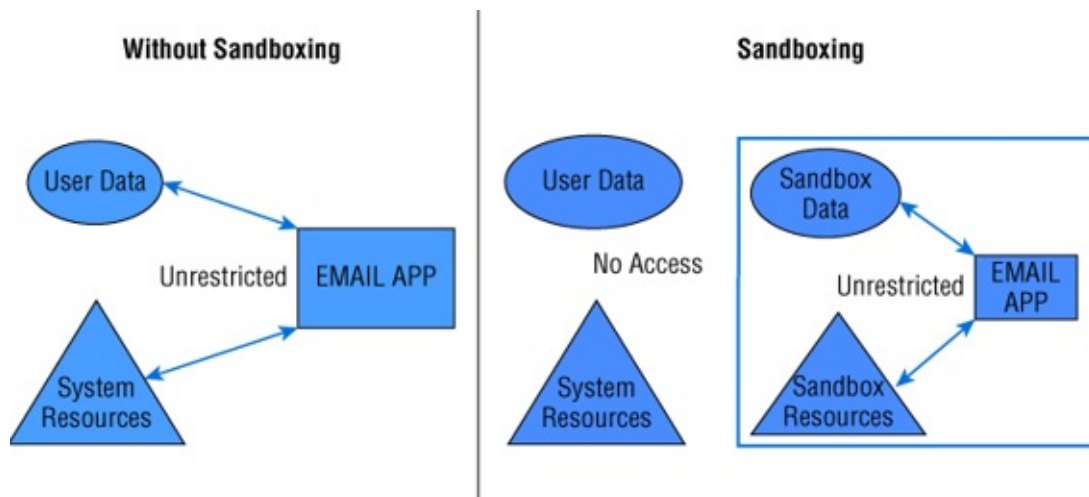 Without Sandboxing
User Data
Unrestricted
EMAIL APP
System
Resources
Sandboxing
User Data
No Access
System
Resources
Sandbox
Data
Unrestricted
EMAIL
APP
Sandbox
Resources